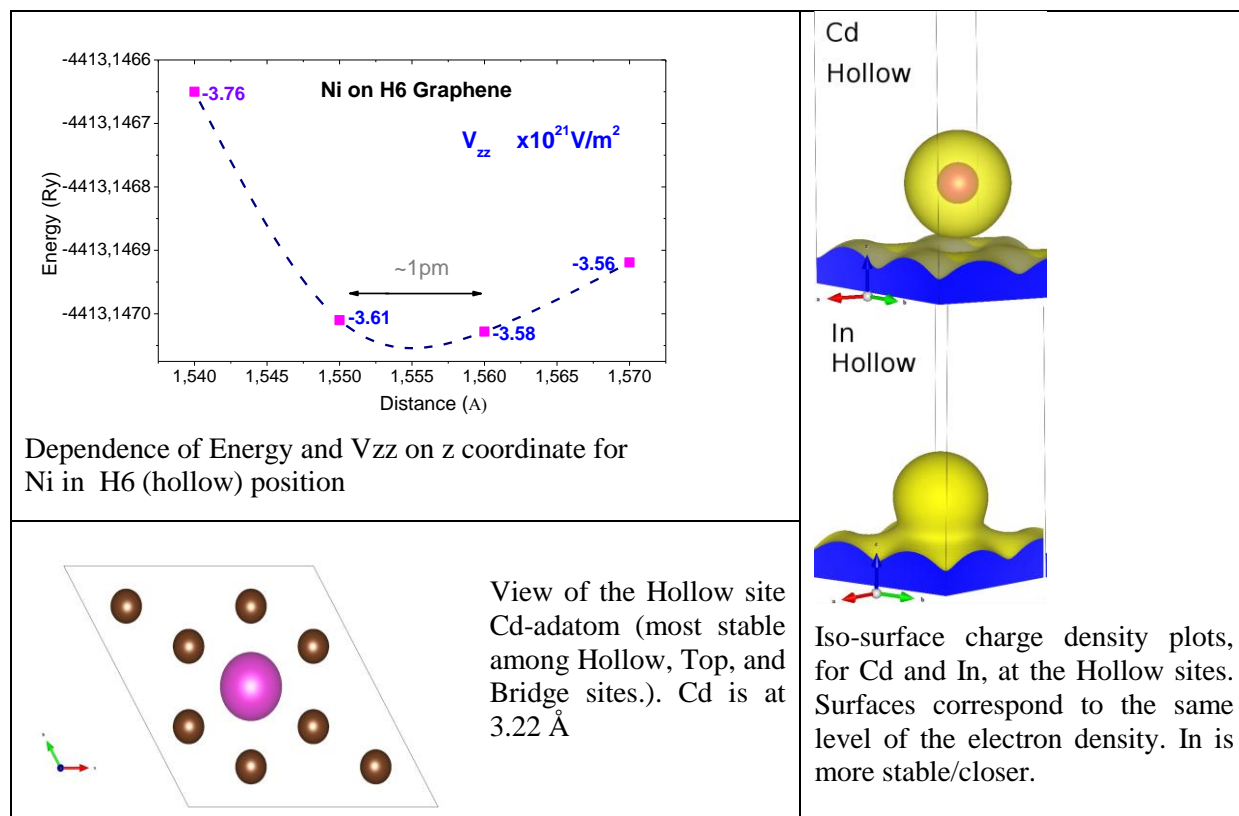 -4413,1466
-4413,1467
-4413,1468
-4413,1469
-4413,1470
Energy (Ry)
Ni on H6 Graphene
V_zz x10^21 V/m^2
-3.76
~1pm
-3.61
-3.58
-3.56
1,540 1,545 1,550 1,555 1,560 1,565 1,570
Distance (A)
Dependence of Energy and Vzz on z coordinate for
Ni in H6 (hollow) position
View of the Hollow site
Cd-adatom (most stable
among Hollow, Top, and
Bridge sites.). Cd is at
3.22 Å
Cd
Hollow
In
Hollow
Iso-surface charge density plots,
for Cd and In, at the Hollow sites.
Surfaces correspond to the same
level of the electron density. In is
more stable/closer.